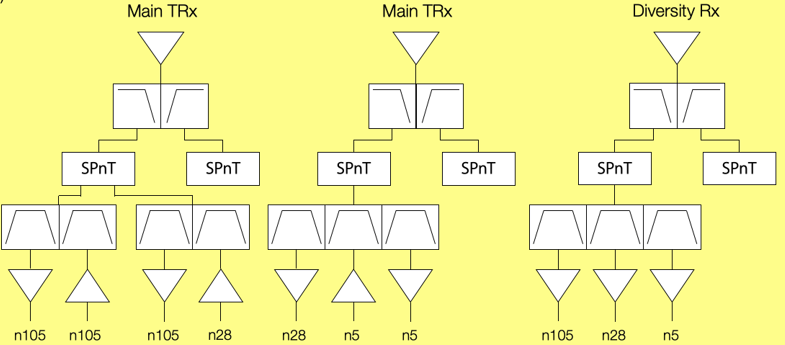 Main TRx Main TRx Diversity Rx
SPnT SPnT SPnT SPnT SPnT SPnT
n105 n105 n105 n28 n28 n5 n5 n105 n28 n5